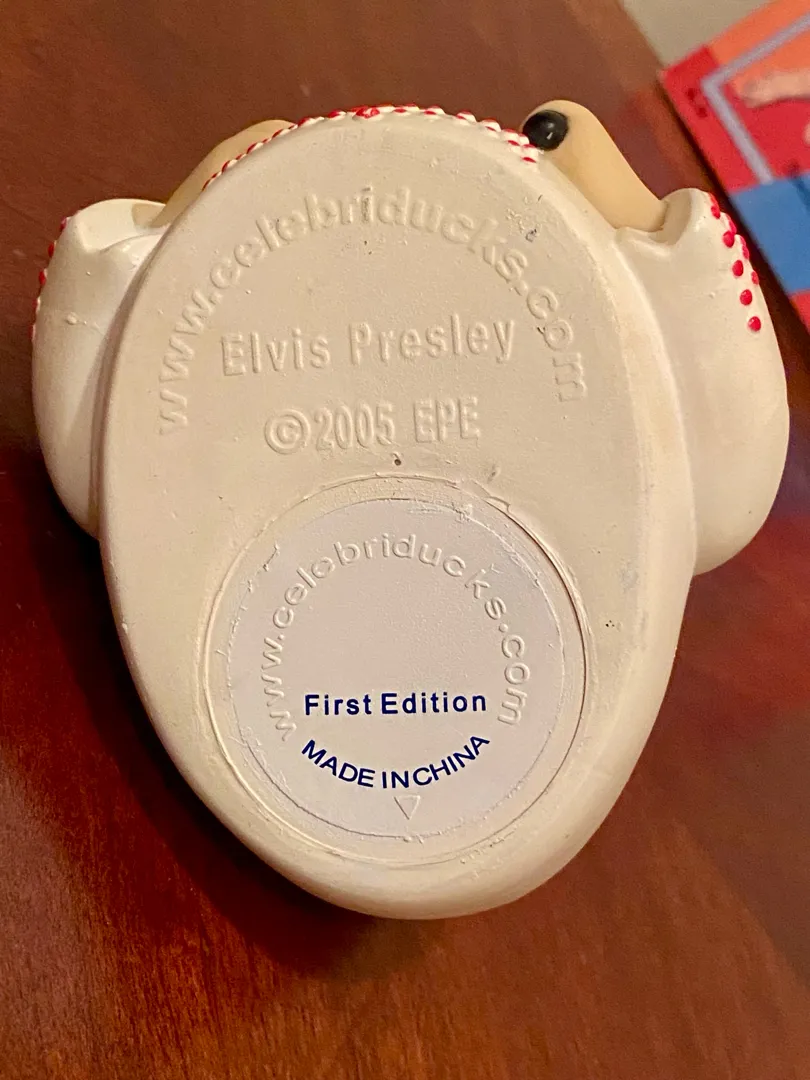 www.celebriducks.com
Elvis Presley
©2005 EPE
www.celebriducks.com
First Edition
MADE IN CHINA